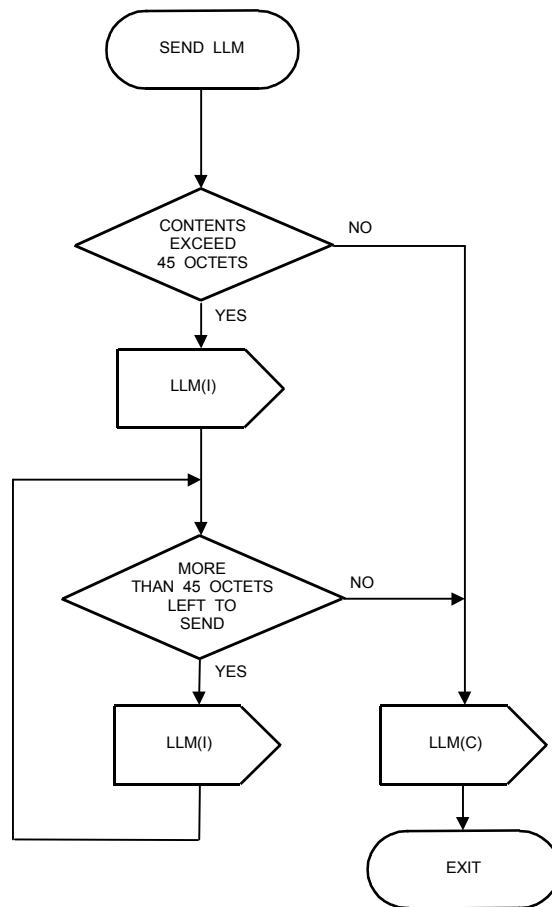 SEND LLM
CONTENTS
EXCEED
45 OCTETS
NO
YES
LLM(I)
MORE
THAN 45 OCTETS
LEFT TO
SEND
NO
YES
LLM(I)
LLM(C)
EXIT